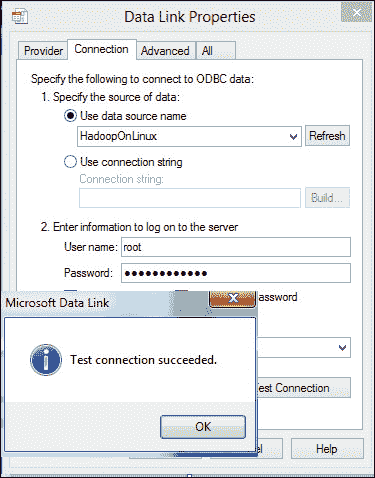 Data Link Properties
Provider Connection Advanced All
Specify the following to connect to ODBC data:
1. Specify the source of data:
Use data source name
HadoopOnLinux Refresh
Use connection string
Connection string:
Build...
2. Enter information to log on to the server
User name: root
Password: ●●●●●●●●●●●●
assword
Microsoft Data Link
Test connection succeeded.
OK
Test Connection
el Help